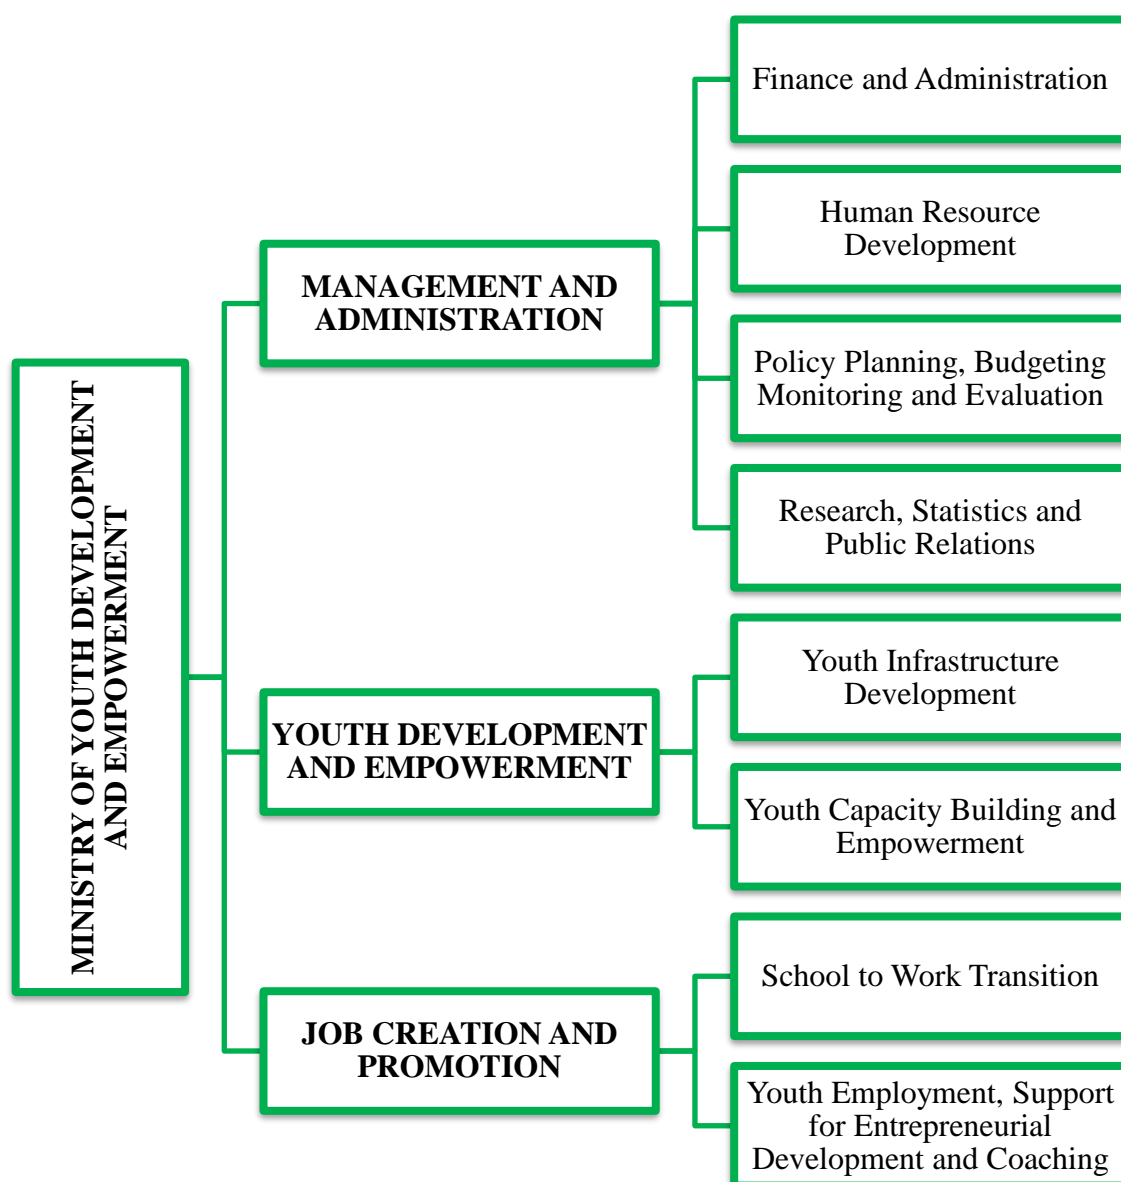 MINISTRY OF YOUTH DEVELOPMENT
AND EMPOWERMENT
MANAGEMENT AND
ADMINISTRATION
Finance and Administration
Human Resource
Development
Policy Planning, Budgeting
Monitoring and Evaluation
Research, Statistics and
Public Relations
YOUTH DEVELOPMENT
AND EMPOWERMENT
Youth Infrastructure
Development
Youth Capacity Building and
Empowerment
JOB CREATION AND
PROMOTION
School to Work Transition
Youth Employment, Support
for Entrepreneurial
Development and Coaching